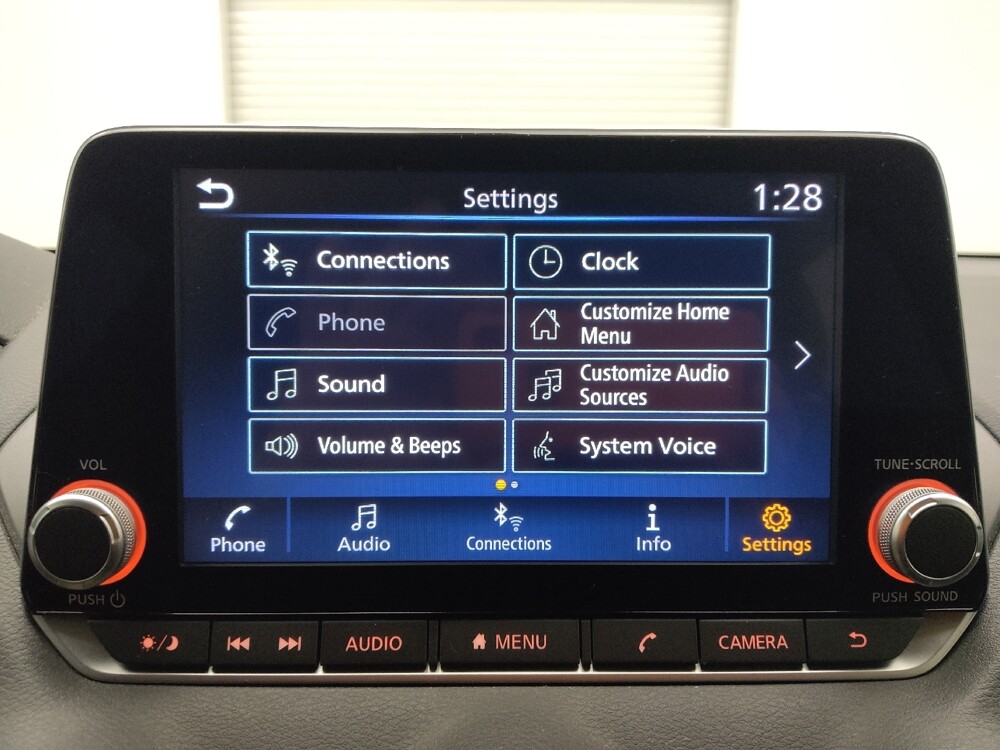 Settings
1:28
Connections
Clock
Phone
Customize Home
Menu
Sound
Customize Audio
Sources
Volume & Beeps
System Voice
VOL
TUNE·SCROLL
Phone
Audio
Connections
Info
Settings
PUSH
PUSH SOUND
AUDIO
MENU
CAMERA